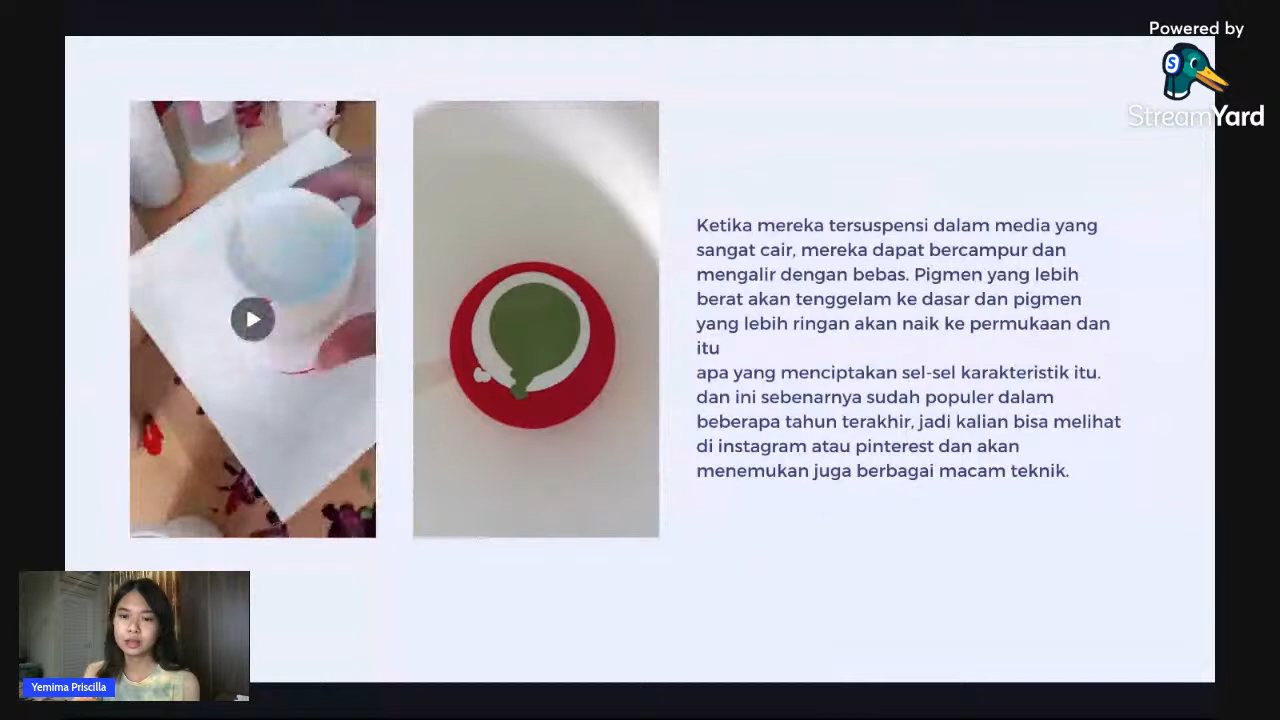 Powered by
StreamYard
Ketika mereka tersuspensi dalam media yang
sangat cair, mereka dapat bercampur dan
mengalir dengan bebas. Pigmen yang lebih
berat akan tenggelam ke dasar dan pigmen
yang lebih ringan akan naik ke permukaan dan
itu
apa yang menciptakan sel-sel karakteristik itu.
dan ini sebenarnya sudah populer dalam
beberapa tahun terakhir, jadi kalian bisa melihat
di instagram atau pinterest dan akan
menemukan juga berbagai macam teknik.
Yemima Priscilla